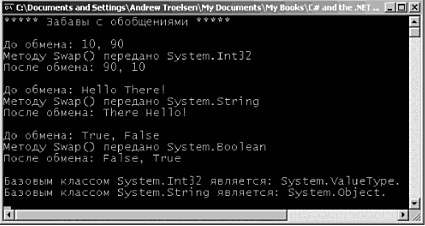 C:\Documents and Settings\Andrew Troelsen\My Documents\My Books\C# and the .NET ...
***** Забавы с обобщениями *****
До обмена: 10, 90
Методу Swap() передано System.Int32
После обмена: 90, 10
До обмена: Hello There!
Методу Swap() передано System.String
После обмена: There Hello!
До обмена: True, False
Методу Swap() передано System.Boolean
После обмена: False, True
Базовым классом System.Int32 является: System.ValueType.
Базовым классом System.String является: System.Object.